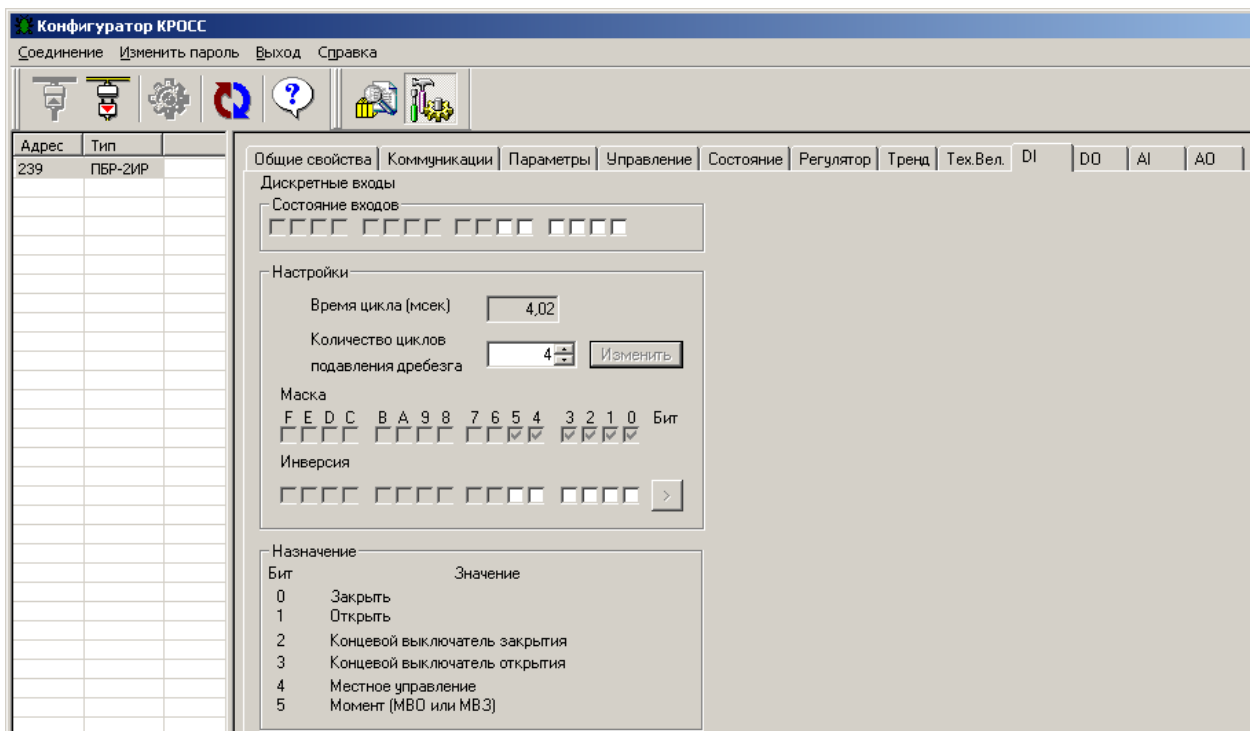 Конфигуратор КРОСС
Соединение Изменить пароль Выход Справка
Адрес Тип
239 ПБР-2ИР
Общие свойства Коммуникации Параметры Управление Состояние Регулятор Тренд Тех.Вел. DI DO AI AO
Дискретные входы
Состояние входов
Настройки
Время цикла (мсек) 4,02
Количество циклов
подавления дребезга 4 Изменить
Маска
F E D C B A 9 8 7 6 5 4 3 2 1 0 Бит
Инверсия
>
Назначение
Бит Значение
0 Закрыть
1 Открыть
2 Концевой выключатель закрытия
3 Концевой выключатель открытия
4 Местное управление
5 Момент (МВО или МВЗ)